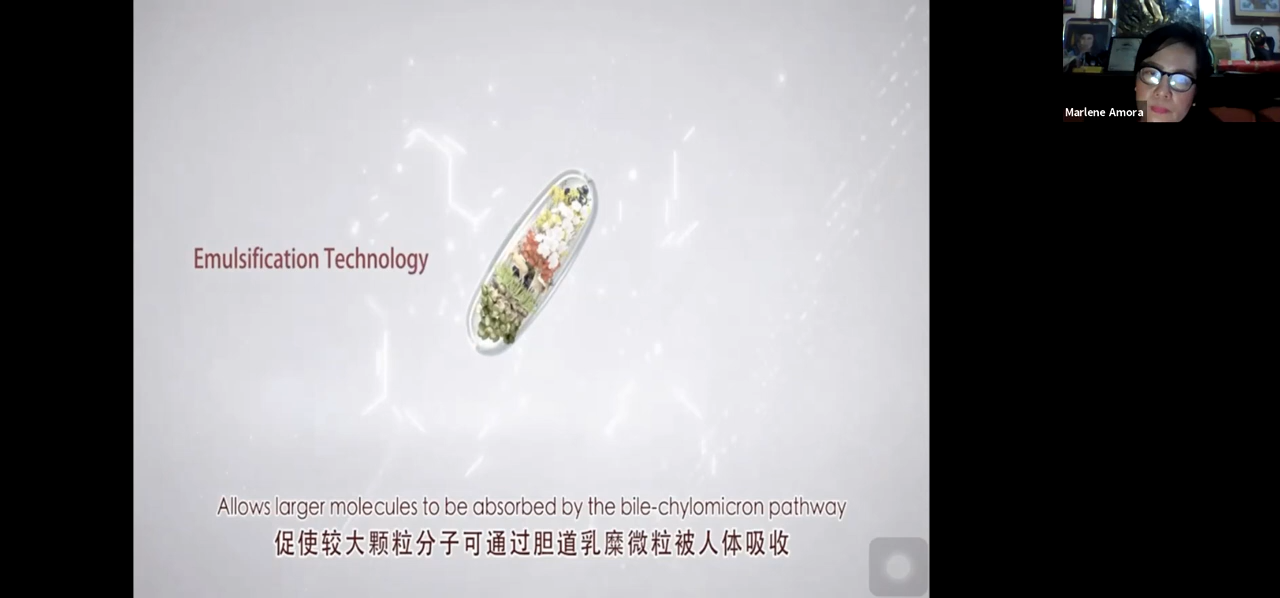 Marlene Amora
Emulsification Technology
Allows larger molecules to be absorbed by the bile-chylomicron pathway
促使较大颗粒分子可通过胆道乳糜微粒被人体吸收